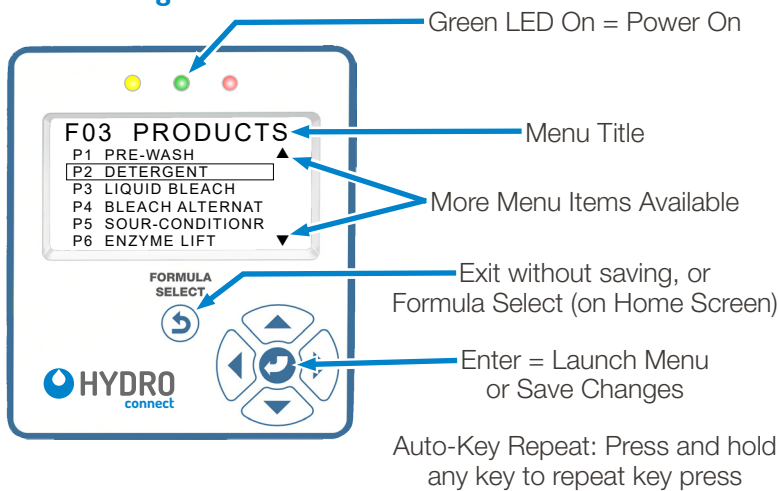 Green LED On = Power On
F03 PRODUCTS
Menu Title
P1 PRE-WASH ▲
P2 DETERGENT
P3 LIQUID BLEACH
P4 BLEACH ALTERNAT
P5 SOUR-CONDITIONR
P6 ENZYME LIFT ▼
More Menu Items Available
FORMULA
SELECT
Exit without saving, or
Formula Select (on Home Screen)
Enter = Launch Menu
or Save Changes
HYDRO
connect
Auto-Key Repeat: Press and hold
any key to repeat key press